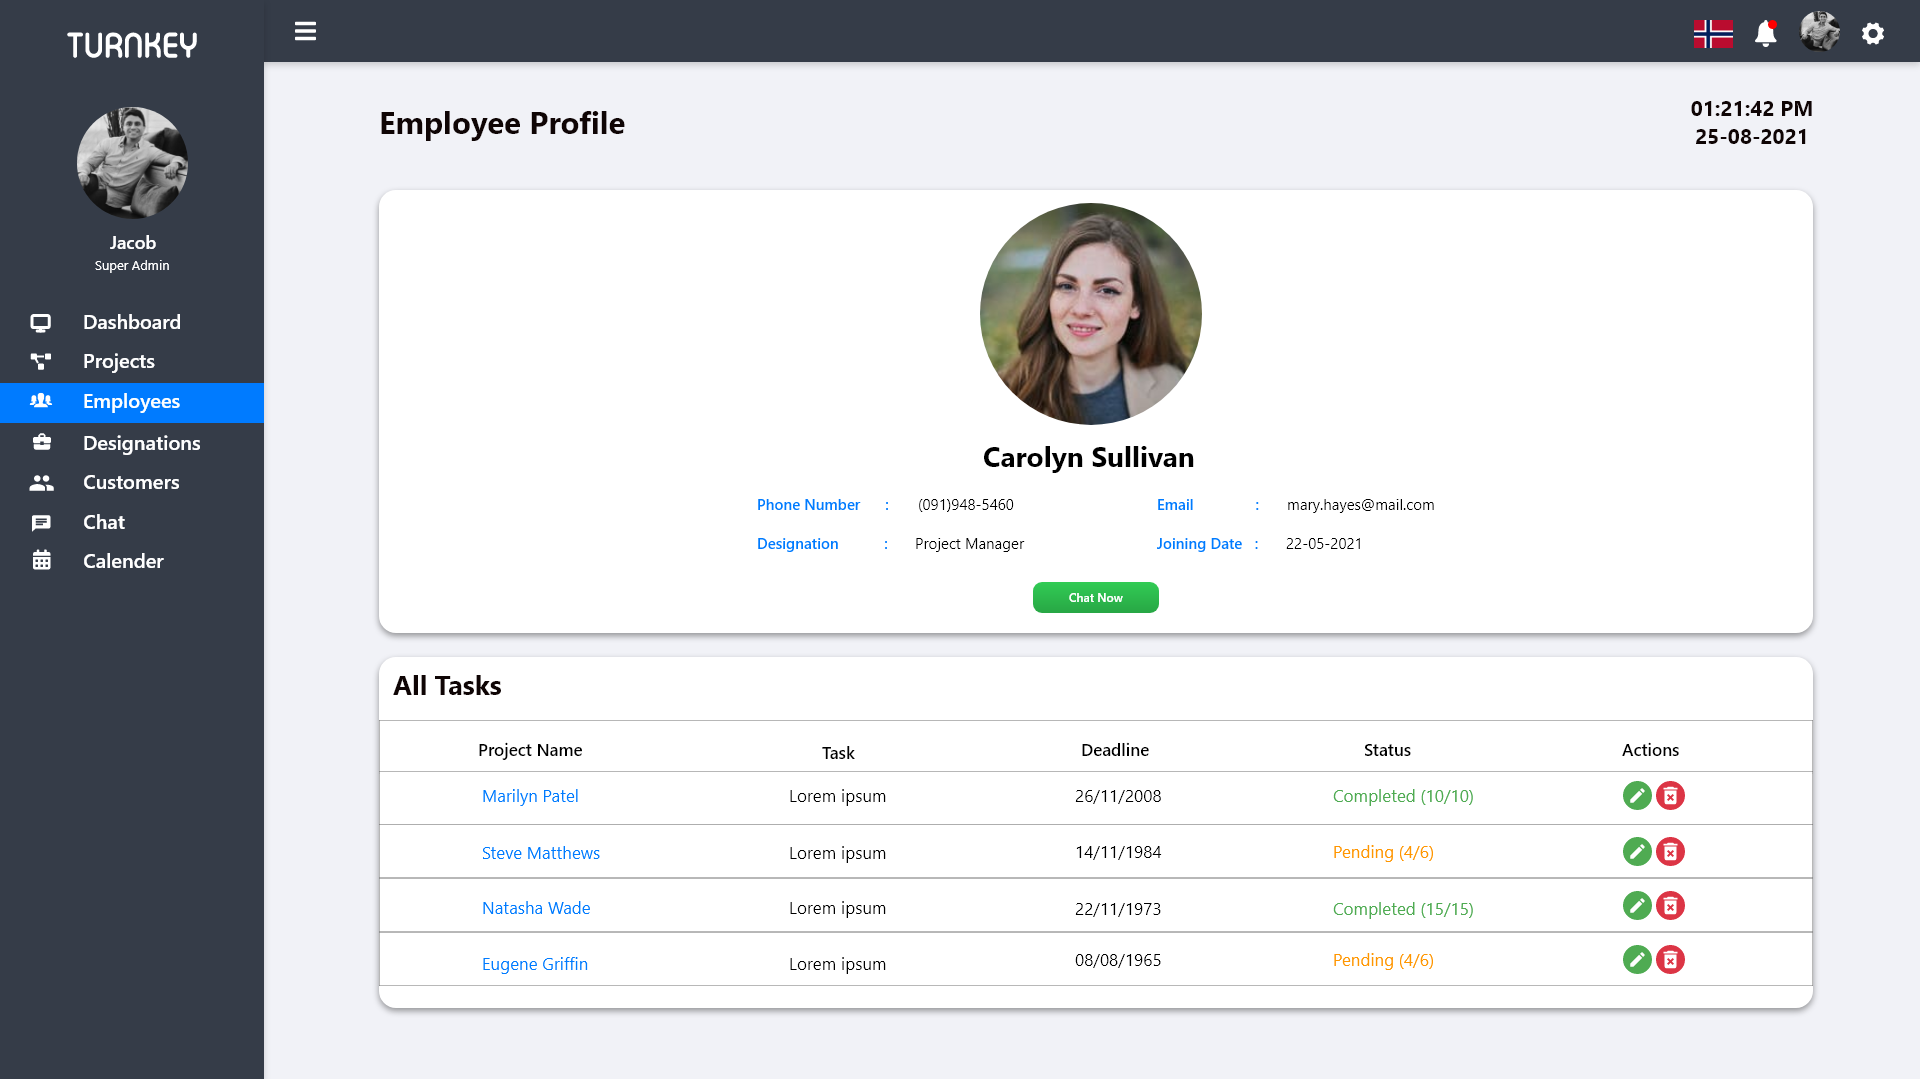 TURNKEY
Jacob
Super Admin
Dashboard
Projects
Employees
Designations
Customers
Chat
Calender
Employee Profile
01:21:42 PM
25-08-2021
Carolyn Sullivan
Phone Number : (091)948-5460 Email : mary.hayes@mail.com
Designation : Project Manager Joining Date : 22-05-2021
Chat Now
All Tasks
Project Name Task Deadline Status Actions
Marilyn Patel Lorem ipsum 26/11/2008 Completed (10/10)
Steve Matthews Lorem ipsum 14/11/1984 Pending (4/6)
Natasha Wade Lorem ipsum 22/11/1973 Completed (15/15)
Eugene Griffin Lorem ipsum 08/08/1965 Pending (4/6)